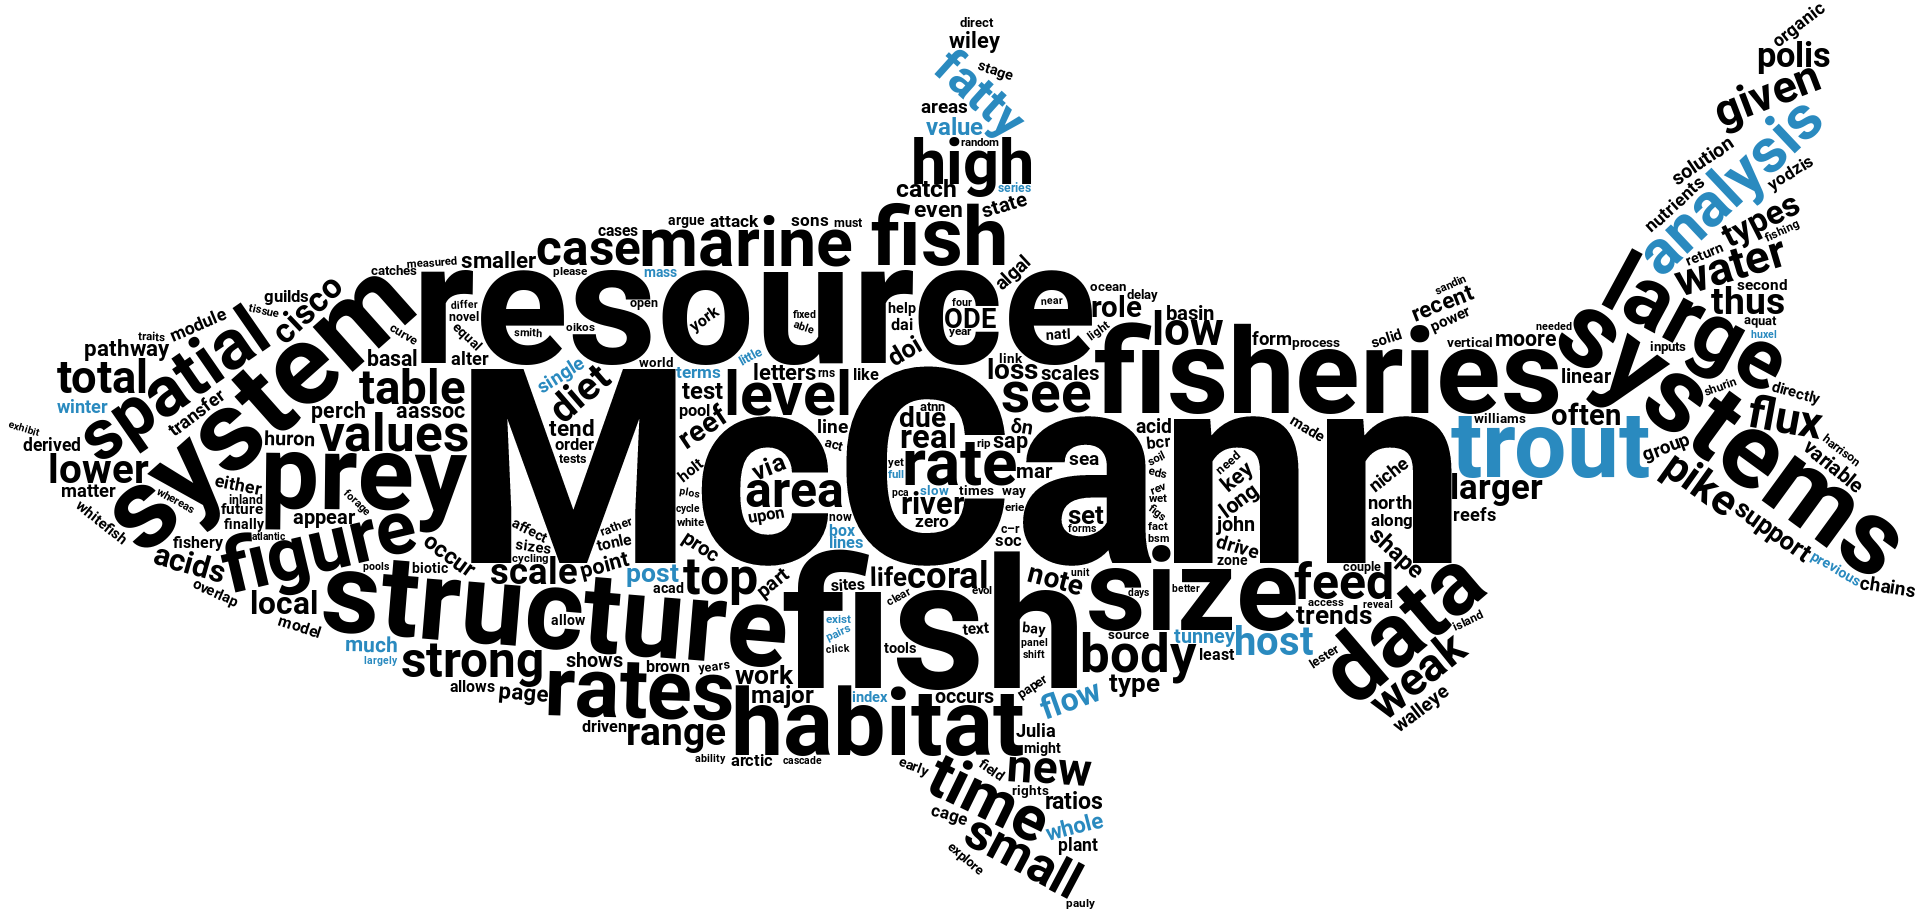 direct
wiley
fatty
stage
areas
value
random
high
catch
series
even
state
organic
polis
given
analysis
solution
nutrients
yodzis
types
fishing
return
water
second
thus
aquat
huxel
large
systems
inputs
shurin
directly
flux
harrison
variable
group
pike
support
previous
chains
argue
attack
sons
must
cases
case
marine
fish
smaller
measured
catches
please
mass
resource
algal
ocean
delay
role
basin
low
light
natl
near
four
ODE
year
help
dai
doi
fixed
able
york
open
oikos
smith
differ
novel
equal
alter
basal
curve
system
cisco
guilds
tissue
module
traits
pathway
spatial
transfer
total
winter
exhibit
derived
lower
matter
whitefish
whereas
either
inland
future
finally
atlantic
fishery
acids
overlap
figure
appear
forage
prey
values
huron
perch
aassoc
table
single
diet
world
terms
little
letters
rns
like
test
pool
level
reef
line
act
tend
order
tests
holt
plos
cycle
white
McCann
via
area
upon
now
box
lines
yet
full
due
atnn
real
rate
rip
sap
δn
mar
pca
slow
times
way
river
erie
zero
c−r
soc
loss
link
scales
see
sea
set
forms
acid
bcr
soil
eds
rev
wet
figs
fact
bsm
need
key
long
john
drive
zone
made
niche
north
along
shape
couple
fisheries
form
process
solid
recent
sandin
power
vertical
moore
needed
linear
williams
often
trout
larger
reefs
affect
sizes
cycling
rather
tonle
proc
point
scale
occur
biotic
pools
post
acad
top
part
sites
life
coral
clear
evol
note
unit
days
better
size
feed
access
reveal
trends
data
island
weak
walleye
lester
local
model
structure
allow
much
largely
strong
shows
brown
years
work
allows
page
rates
major
driven
range
ability
arctic
cascade
habitat
index
occurs
exist
pairs
click
tools
fish
text
bay
panel
shift
paper
flow
body
source
tunney
host
least
type
Julia
might
new
early
field
rights
time
ratios
cage
whole
small
plant
explore
pauly